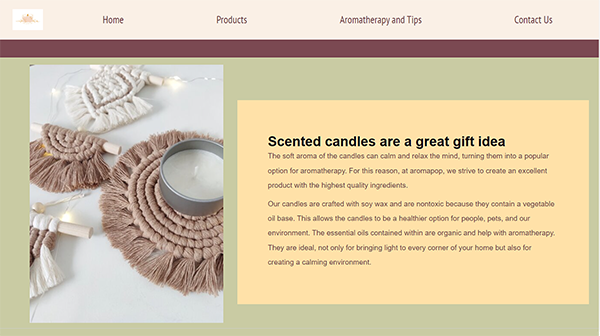 Home Products Aromatherapy and Tips Contact Us
Scented candles are a great gift idea
The soft aroma of the candles can calm and relax the mind, turning them into a popular
option for aromatherapy. For this reason, at aromapop, we strive to create an excellent
product with the highest quality ingredients.
Our candles are crafted with soy wax and are nontoxic because they contain a vegetable
oil base. This allows the candles to be a healthier option for people, pets, and our
environment. The essential oils contained within are organic and help with aromatherapy.
They are ideal, not only for bringing light to every corner of your home but also for
creating a calming environment.